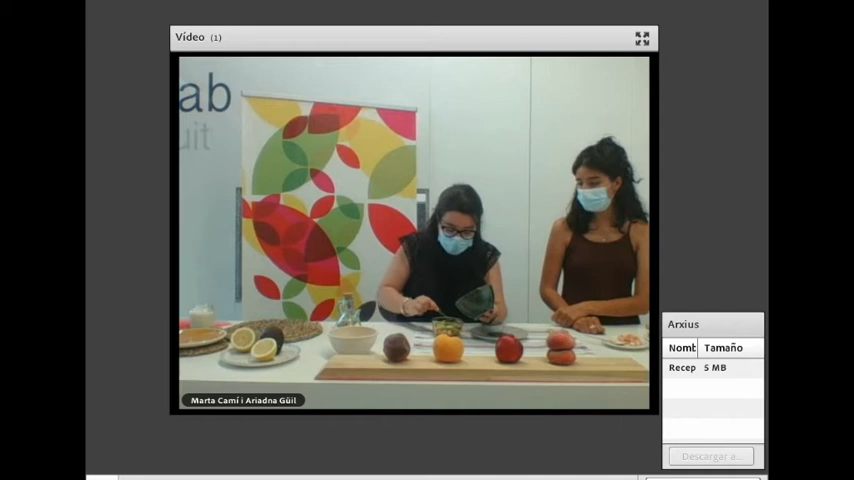 Vídeo (1)
ab
uit
Marta Camí i Ariadna Güil
Arxius
Nomb Tamaño
Recep 5 MB
Descargar a...